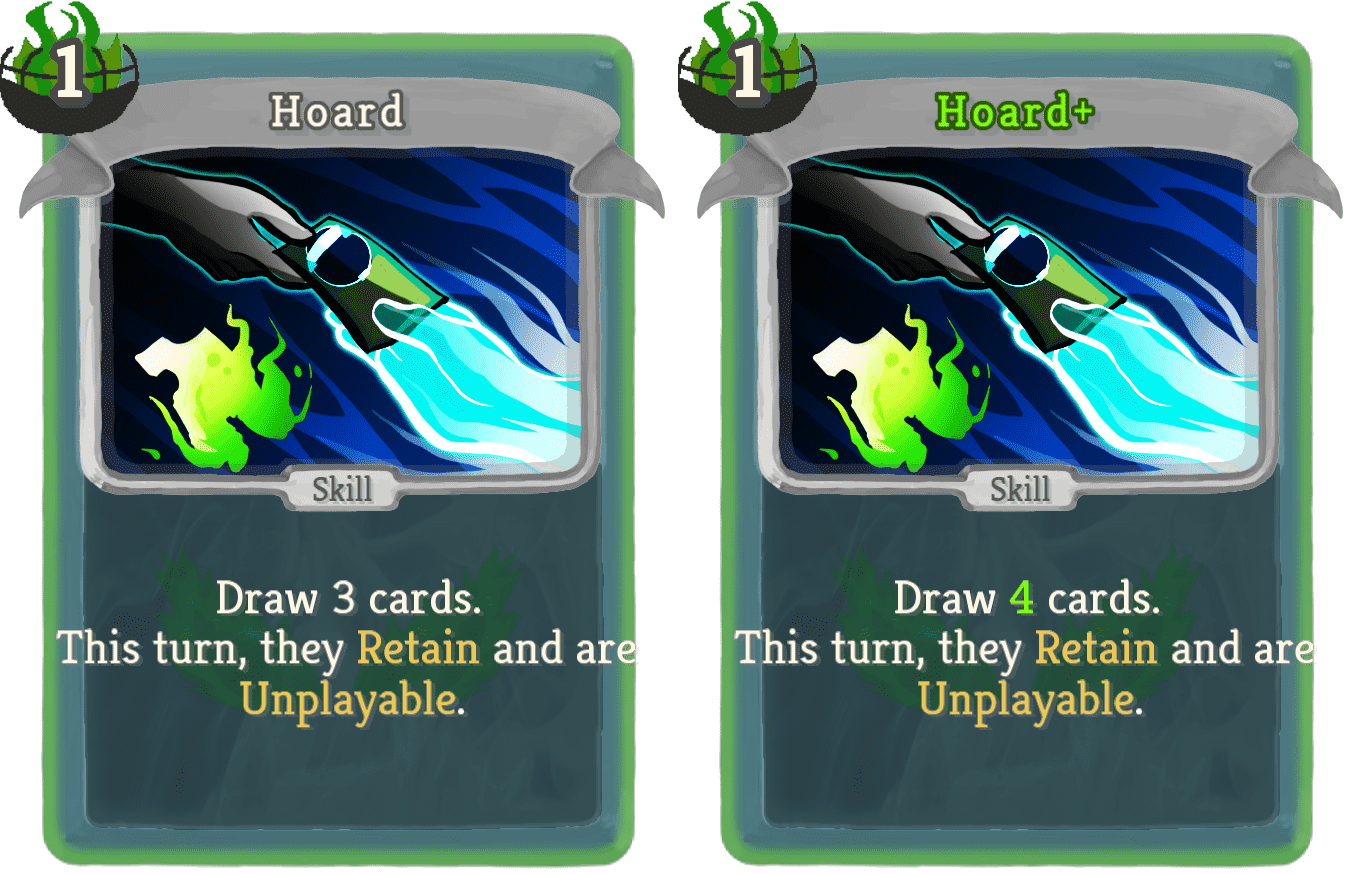 1
Hoard
Skill
Draw 3 cards.
This turn, they Retain and are
Unplayable.
1
Hoard+
Skill
Draw 4 cards.
This turn, they Retain and are
Unplayable.